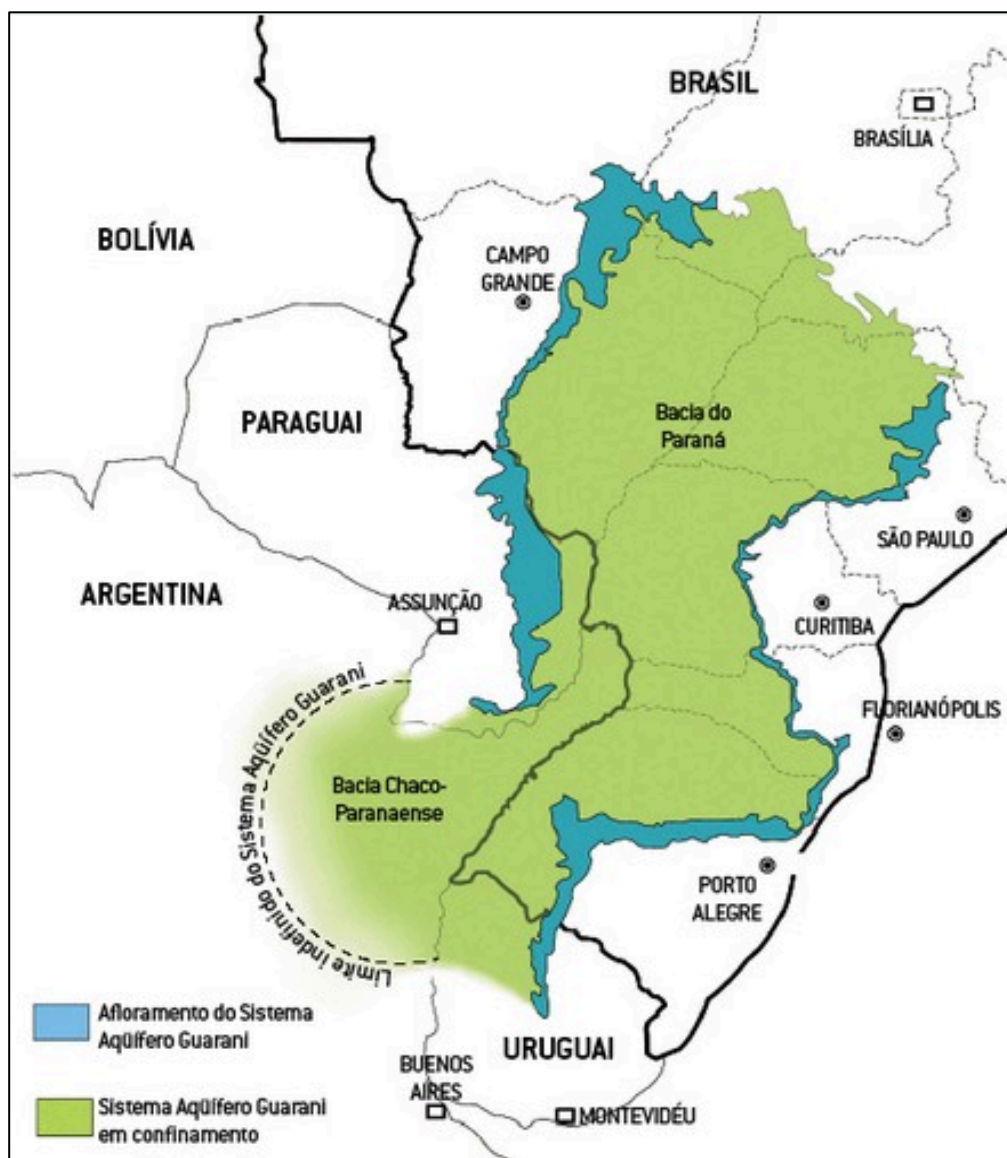 BRASIL
BRASÍLIA
BOLÍVIA
CAMPO
GRANDE
PARAGUAI
Bacia do
Paraná
SÃO PAULO
ARGENTINA
ASSUNÇÃO
CURITIBA
FLORIANÓPOLIS
Limite indefinido do Sistema Aqüífero Guarani
Bacia Chaco-
Paranaense
PORTO
ALEGRE
Afloramento do Sistema
Aqüífero Guarani
URUGUAI
BUENOS
AIRES
MONTEVIDÉU
Sistema Aqüífero Guarani
em confinamento